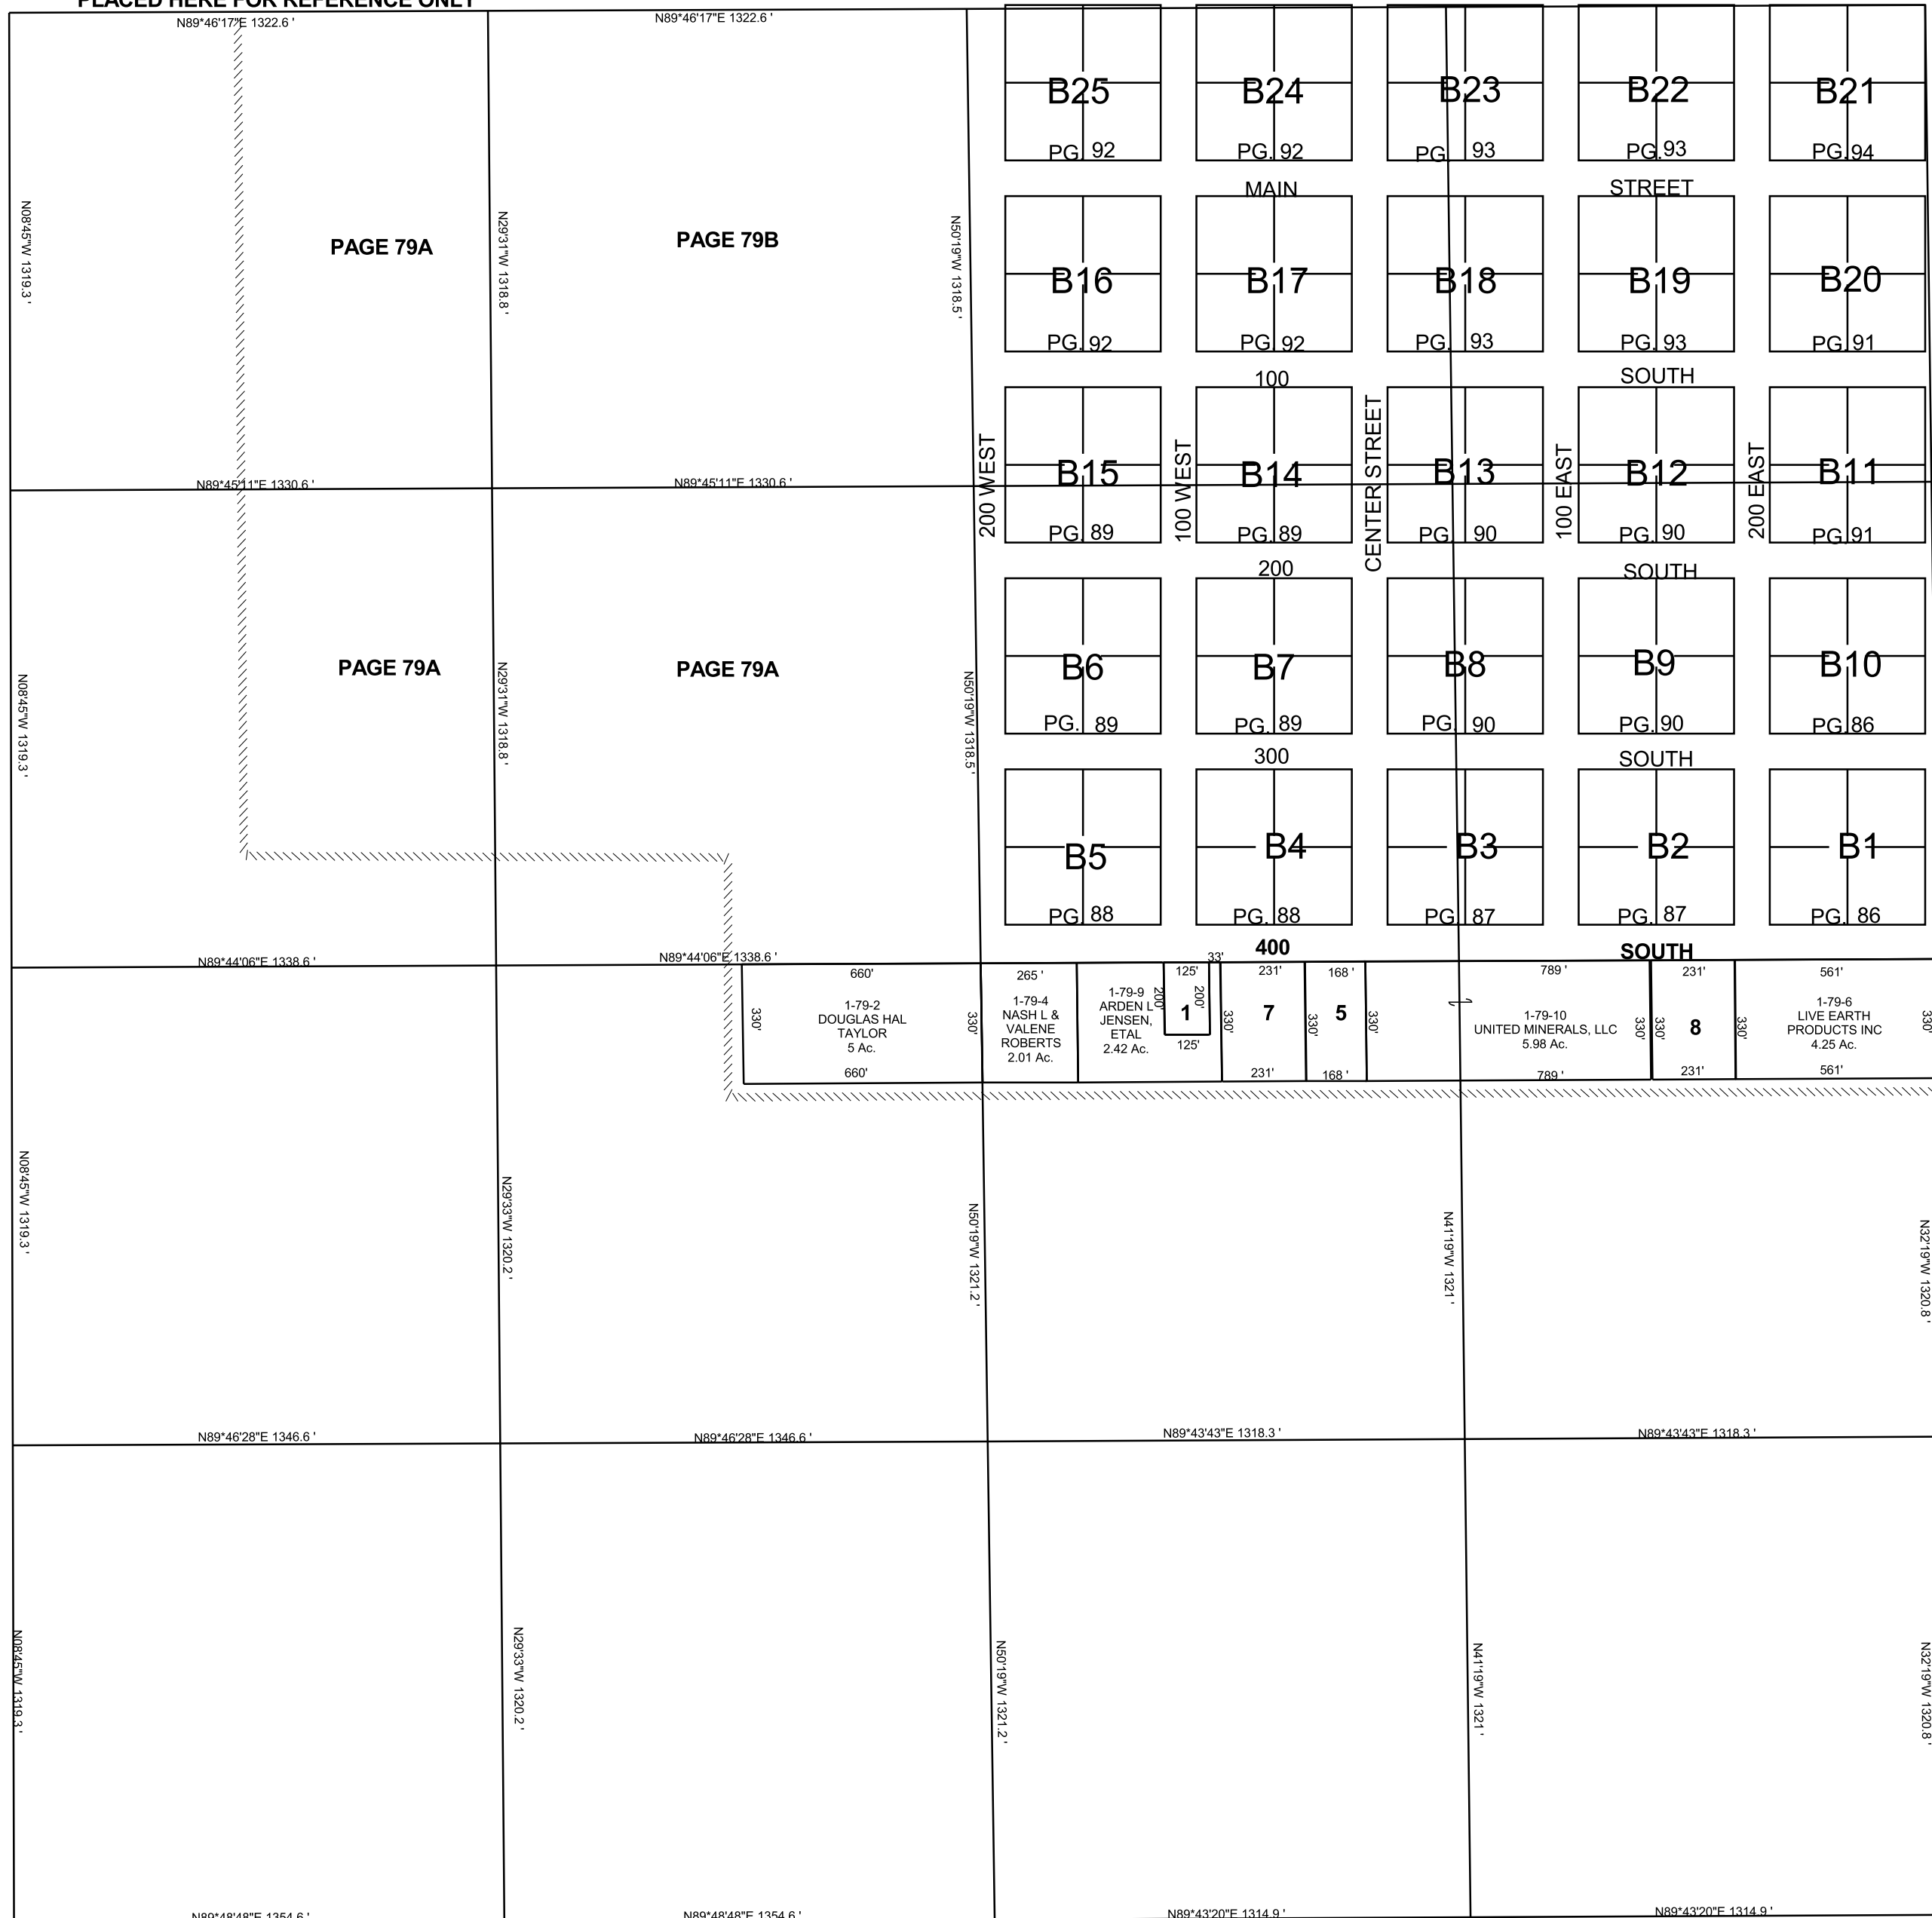 PLACED HERE FOR REFERENCE ONLY
N89*46'17"E 1322.6 '
N89*46'17"E 1322.6 '
B25
B24
B23
B22
B21
PG. 92
PG. 92
PG. 93
PG. 93
PG. 94
MAIN
STREET
N08'45"W 1319.3 '
N29'31"W 1318.8 '
N50'19"W 1318.5 '
PAGE 79A
PAGE 79B
B16
B17
B18
B19
B20
PG. 92
PG. 92
PG. 93
PG. 93
PG. 91
100
SOUTH
200 WEST
100 WEST
CENTER STREET
100 EAST
200 EAST
B15
B14
B13
B12
B11
N89*45'11"E 1330.6 '
N89*45'11"E 1330.6 '
PG. 89
PG. 89
PG. 90
PG. 90
PG. 91
200
SOUTH
N08'45"W 1319.3 '
N29'31"W 1318.8 '
N50'19"W 1318.5 '
PAGE 79A
PAGE 79A
B6
B7
B8
B9
B10
PG. 89
PG. 89
PG. 90
PG. 90
PG. 86
300
SOUTH
B5
B4
B3
B2
B1
PG. 88
PG. 88
PG. 87
PG. 87
PG. 86
400
SOUTH
N89*44'06"E 1338.6 '
N89*44'06"E 1338.6 '
33'
660'
265 '
125'
231'
168 '
789 '
231'
561'
330'
1-79-2
DOUGLAS HAL
TAYLOR
5 Ac.
660'
330'
1-79-4
NASH L &
VALENE
ROBERTS
2.01 Ac.
1-79-9
ARDEN L
JENSEN,
ETAL
2.42 Ac.
200'
1
200'
125'
330'
7
231'
330'
5
168 '
330'
1-79-10
UNITED MINERALS, LLC
5.98 Ac.
789 '
330'
330'
8
231'
330'
1-79-6
LIVE EARTH
PRODUCTS INC
4.25 Ac.
561'
330'
N08'45"W 1319.3 '
N29'33"W 1320.2 '
N50'19"W 1321.2 '
N41'19"W 1321 '
N32'19"W 1320.8 '
N89*46'28"E 1346.6 '
N89*46'28"E 1346.6 '
N89*43'43"E 1318.3 '
N89*43'43"E 1318.3 '
N08'45"W 1319.3 '
N29'33"W 1320.2 '
N50'19"W 1321.2 '
N41'19"W 1321 '
N32'19"W 1320.8 '
N89*48'48"E 1354.6 '
N89*48'48"E 1354.6 '
N89*43'20"E 1314.9 '
N89*43'20"E 1314.9 '